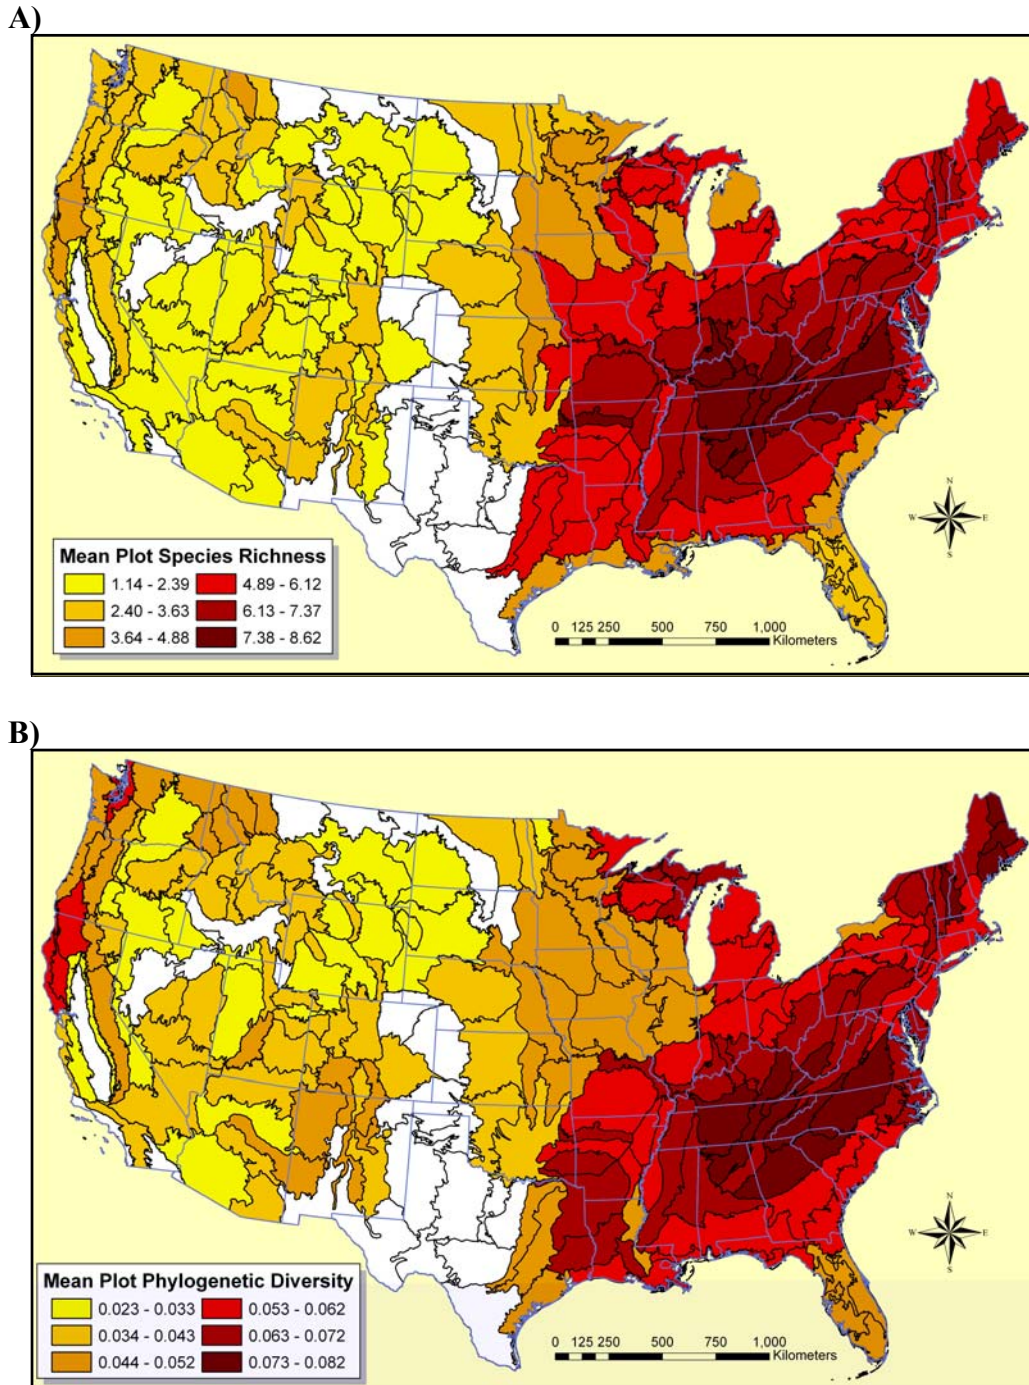 A)
N
W E
S
Mean Plot Species Richness
1.14 - 2.39 4.89 - 6.12
2.40 - 3.63 6.13 - 7.37
3.64 - 4.88 7.38 - 8.62
0 125 250 500 750 1,000
Kilometers
B)
N
W E
S
Mean Plot Phylogenetic Diversity
0.023 - 0.033 0.053 - 0.062
0.034 - 0.043 0.063 - 0.072
0.044 - 0.052 0.073 - 0.082
0 125 250 500 750 1,000
Kilometers